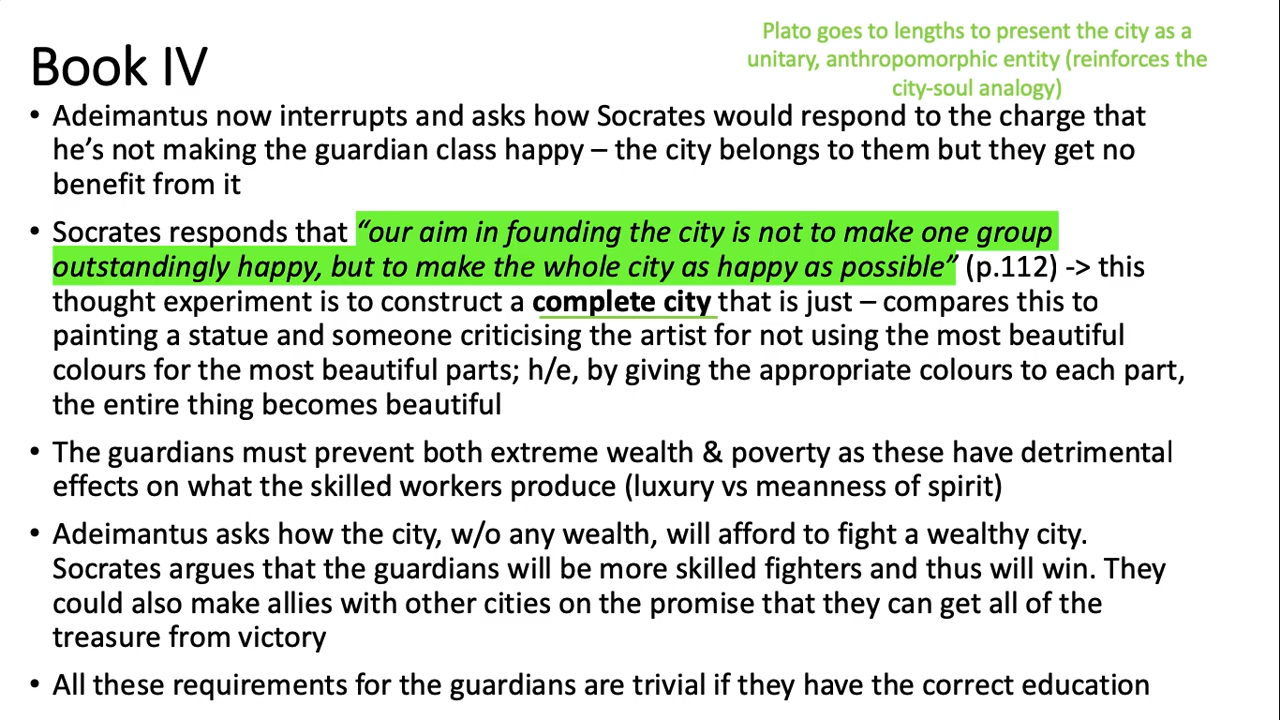 Plato goes to lengths to present the city as a
unitary, anthropomorphic entity (reinforces the
city-soul analogy)
Book IV
• Adeimantus now interrupts and asks how Socrates would respond to the charge that
he’s not making the guardian class happy – the city belongs to them but they get no
benefit from it
• Socrates responds that “our aim in founding the city is not to make one group
outstandingly happy, but to make the whole city as happy as possible” (p.112) -> this
thought experiment is to construct a complete city that is just – compares this to
painting a statue and someone criticising the artist for not using the most beautiful
colours for the most beautiful parts; h/e, by giving the appropriate colours to each part,
the entire thing becomes beautiful
• The guardians must prevent both extreme wealth & poverty as these have detrimental
effects on what the skilled workers produce (luxury vs meanness of spirit)
• Adeimantus asks how the city, w/o any wealth, will afford to fight a wealthy city.
Socrates argues that the guardians will be more skilled fighters and thus will win. They
could also make allies with other cities on the promise that they can get all of the
treasure from victory
• All these requirements for the guardians are trivial if they have the correct education